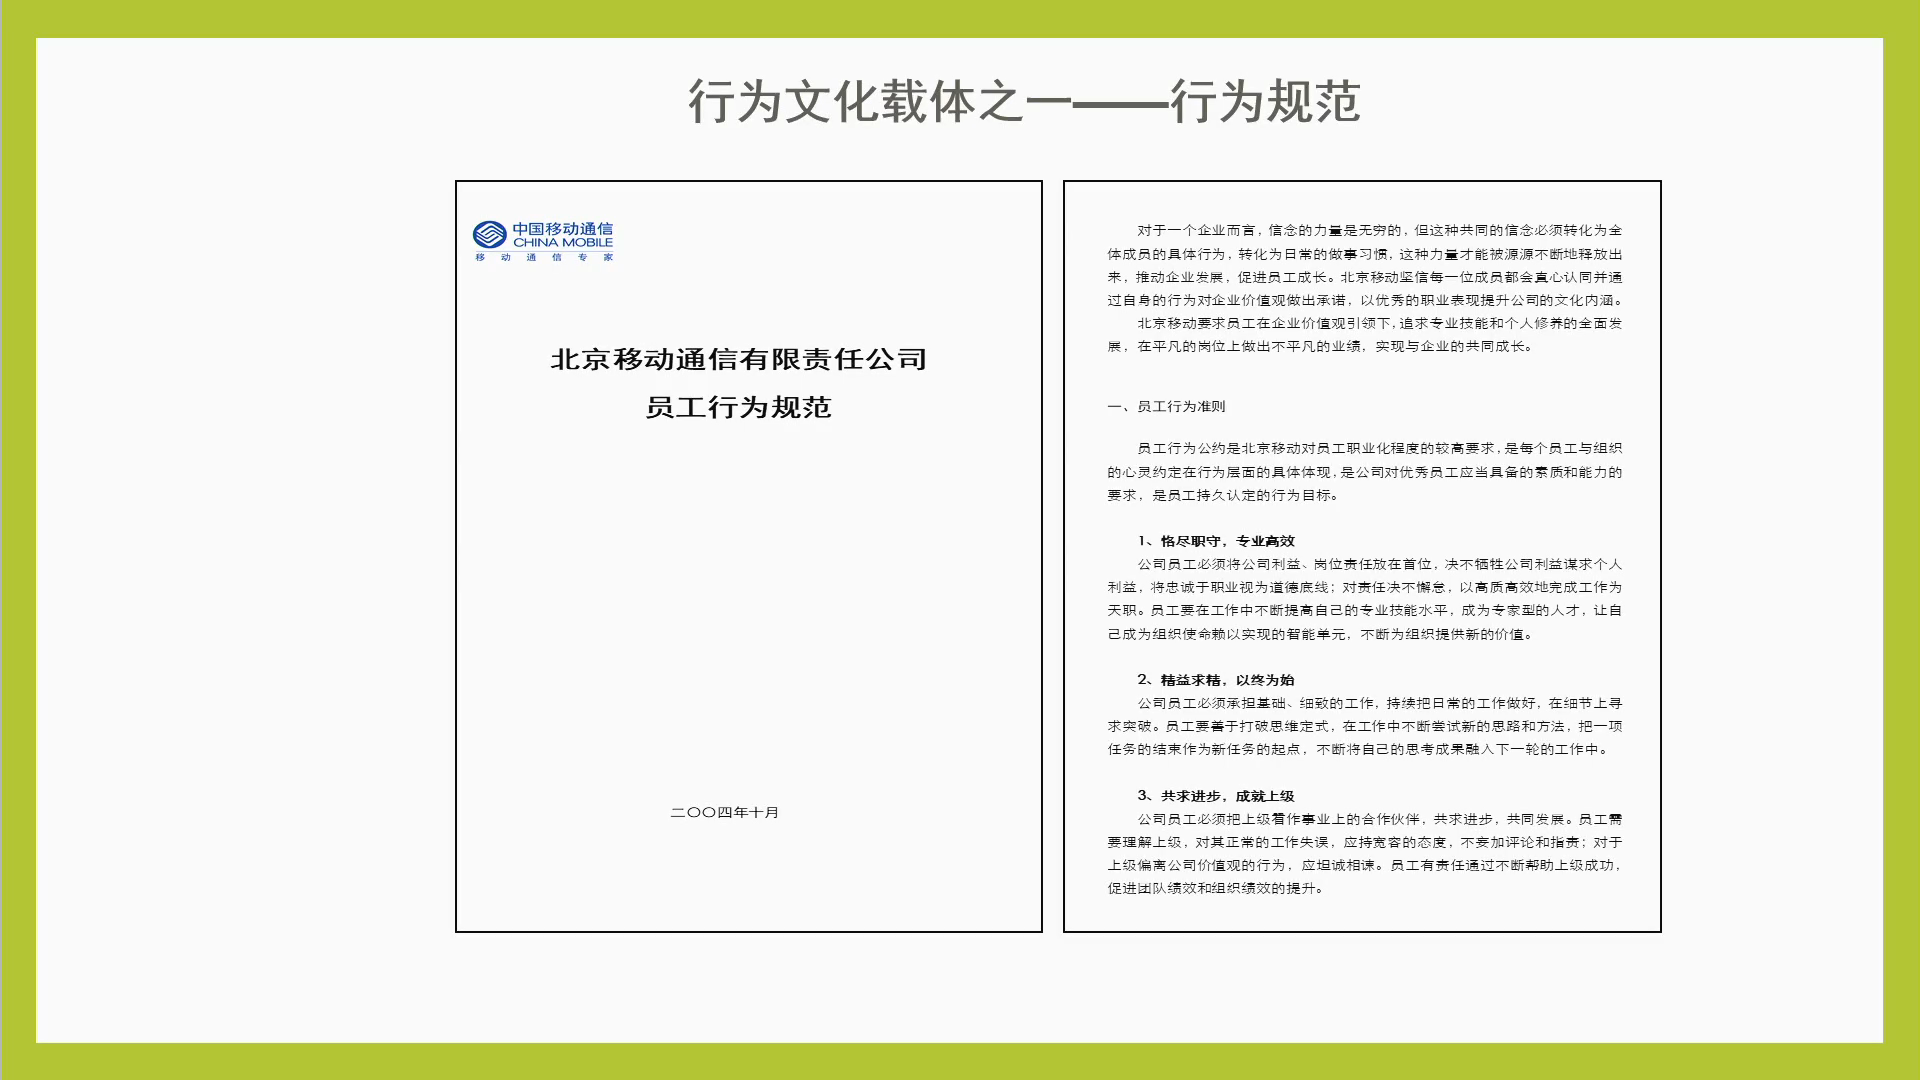 行为文化载体之一——行为规范
中国移动通信
CHINA MOBILE
移动通信专家
北京移动通信有限责任公司
员工行为规范
二〇〇四年十月
对于一个企业而言，信念的力量是无穷的，但这种共同的信念必须转化为全
体成员的具体行为，转化为日常的做事习惯，这种力量才能被源源不断地释放出
来，推动企业发展，促进员工成长。北京移动坚信每一位成员都会直心认同并通
过自身的行为对企业价值观做出承诺，以优秀的职业表现提升公司的文化内涵。
北京移动要求员工在企业价值观引领下，追求专业技能和个人修养的全面发
展，在平凡的岗位上做出不平凡的业绩，实现与企业的共同成长。
一、员工行为准则
员工行为公约是北京移动对员工职业化程度的较高要求，是每个员工与组织
的心灵约定在行为层面的具体体现，是公司对优秀员工应当具备的素质和能力的
要求，是员工持久认定的行为目标。
1、恪尽职守，专业高效
公司员工必须将公司利益、岗位责任放在首位，决不牺牲公司利益谋求个人
利益，将忠诚于职业视为道德底线；对责任决不懈怠，以高质高效地完成工作为
天职。员工要在工作中不断提高自己的专业技能水平，成为专家型的人才，让自
己成为组织使命赖以实现的智能单元，不断为组织提供新的价值。
2、精益求精，以终为始
公司员工必须承担基础、细致的工作，持续把日常的工作做好，在细节上寻
求突破。员工要善于打破思维定式，在工作中不断尝试新的思路和方法，把一项
任务的结束作为新任务的起点，不断将自己的思考成果融入下一轮的工作中。
3、共求进步，成就上级
公司员工必须把上级看作事业上的合作伙伴，共求进步，共同发展。员工需
要理解上级，对其正常的工作失误，应持宽容的态度，不妄加评论和指责；对于
上级偏离公司价值观的行为，应坦诚相谏。员工有责任通过不断帮助上级成功，
促进团队绩效和组织绩效的提升。